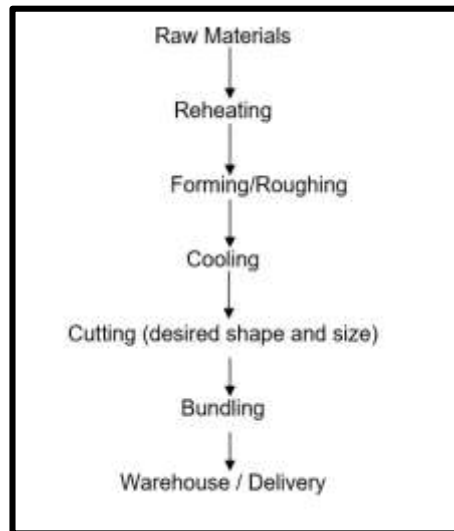 Raw Materials
Reheating
Forming/Roughing
Cooling
Cutting (desired shape and size)
Bundling
Warehouse / Delivery